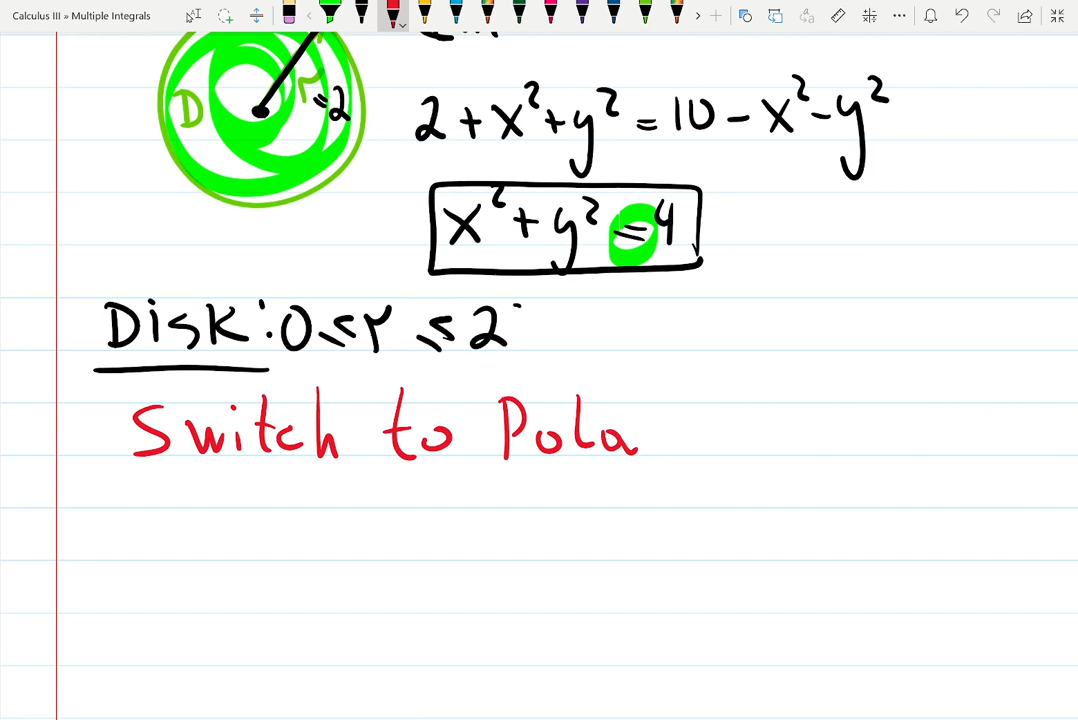 Calculus III » Multiple Integrals
D r = 2
2 + x² + y² = 10 - x² - y²
x² + y² = 4
Disk: 0 ≤ r ≤ 2
Switch to Pola